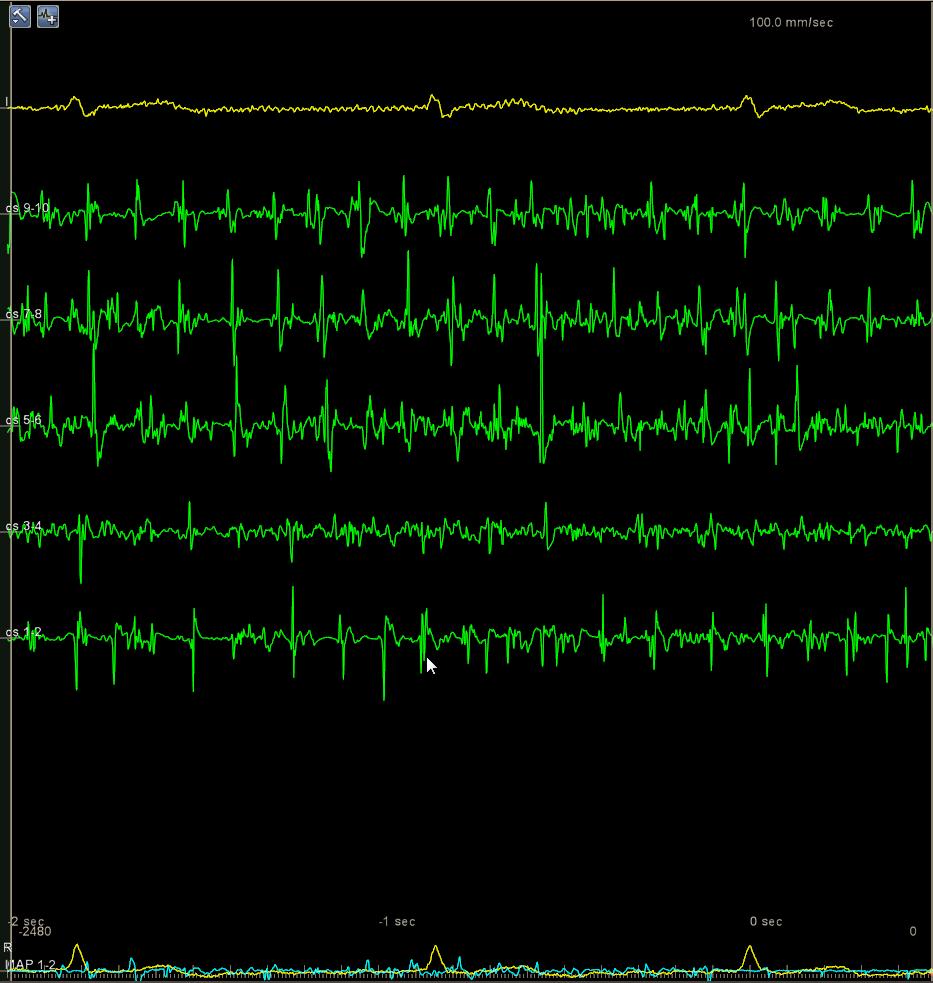 100.0 mm/sec
I
cs 9-10
cs 7-8
cs 5-6
cs 3-4
cs 1-2
-2 sec
-1 sec
0 sec
-2480
0
R
MAP 1-2